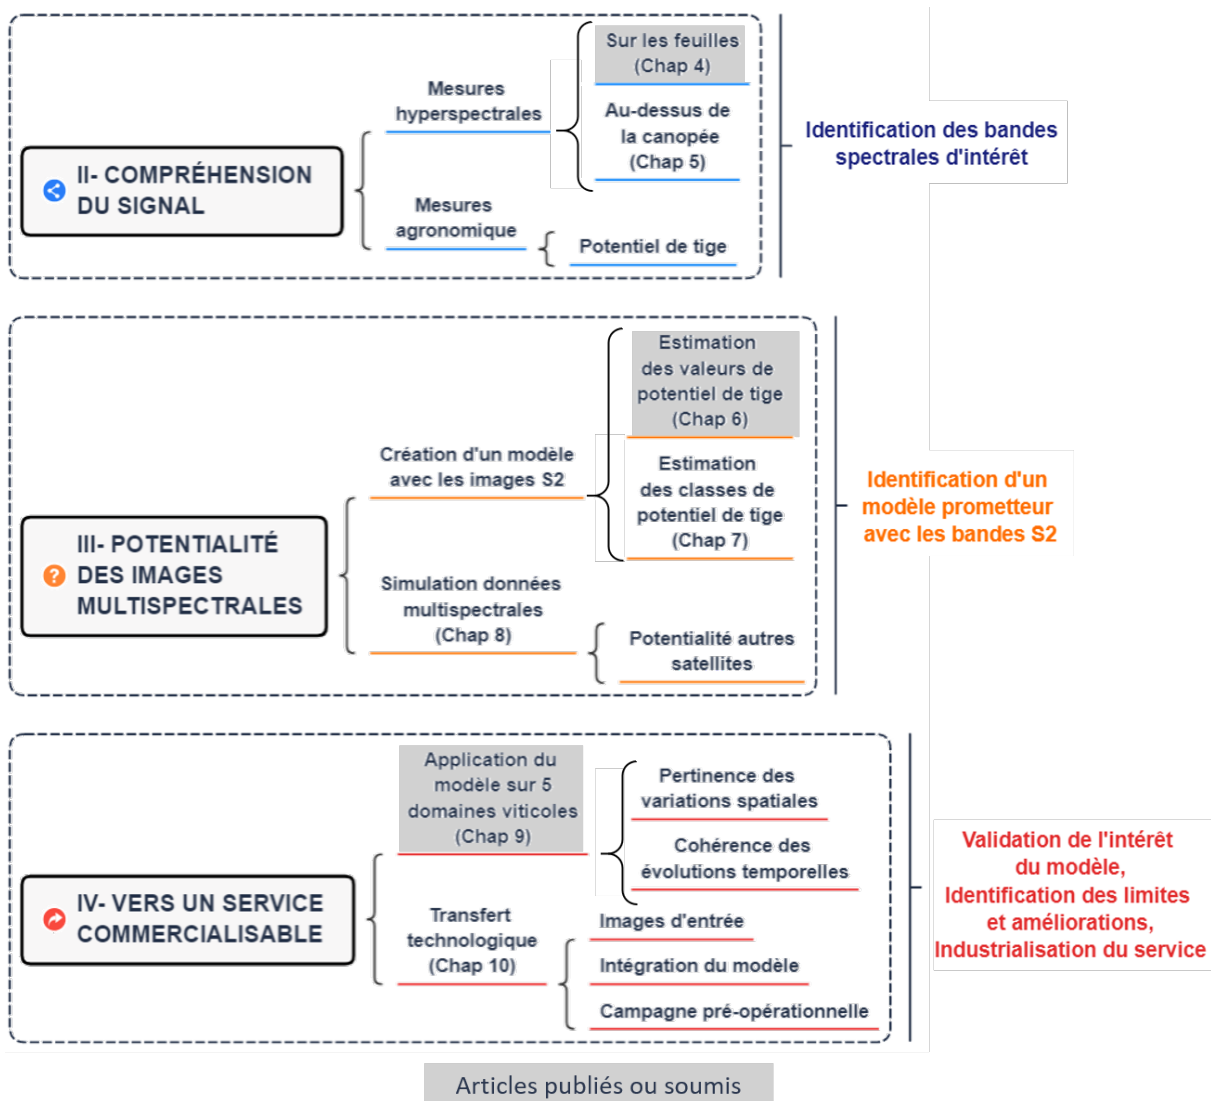 II- COMPRÉHENSION
DU SIGNAL
Mesures
hyperspectrales
Sur les feuilles
(Chap 4)
Au-dessus de
la canopée
(Chap 5)
Mesures
agronomique
Potentiel de tige
Identification des bandes
spectrales d'intérêt
III- POTENTIALITÉ
DES IMAGES
MULTISPECTRALES
Création d'un modèle
avec les images S2
Estimation
des valeurs de
potentiel de tige
(Chap 6)
Estimation
des classes de
potentiel de tige
(Chap 7)
Simulation données
multispectrales
(Chap 8)
Potentialité autres
satellites
Identification d'un
modèle prometteur
avec les bandes S2
IV- VERS UN SERVICE
COMMERCIALISABLE
Application du
modèle sur 5
domaines viticoles
(Chap 9)
Pertinence des
variations spatiales
Cohérence des
évolutions temporelles
Transfert
technologique
(Chap 10)
Images d'entrée
Intégration du modèle
Campagne pré-opérationnelle
Validation de l'intérêt
du modèle,
Identification des limites
et améliorations,
Industrialisation du service
Articles publiés ou soumis